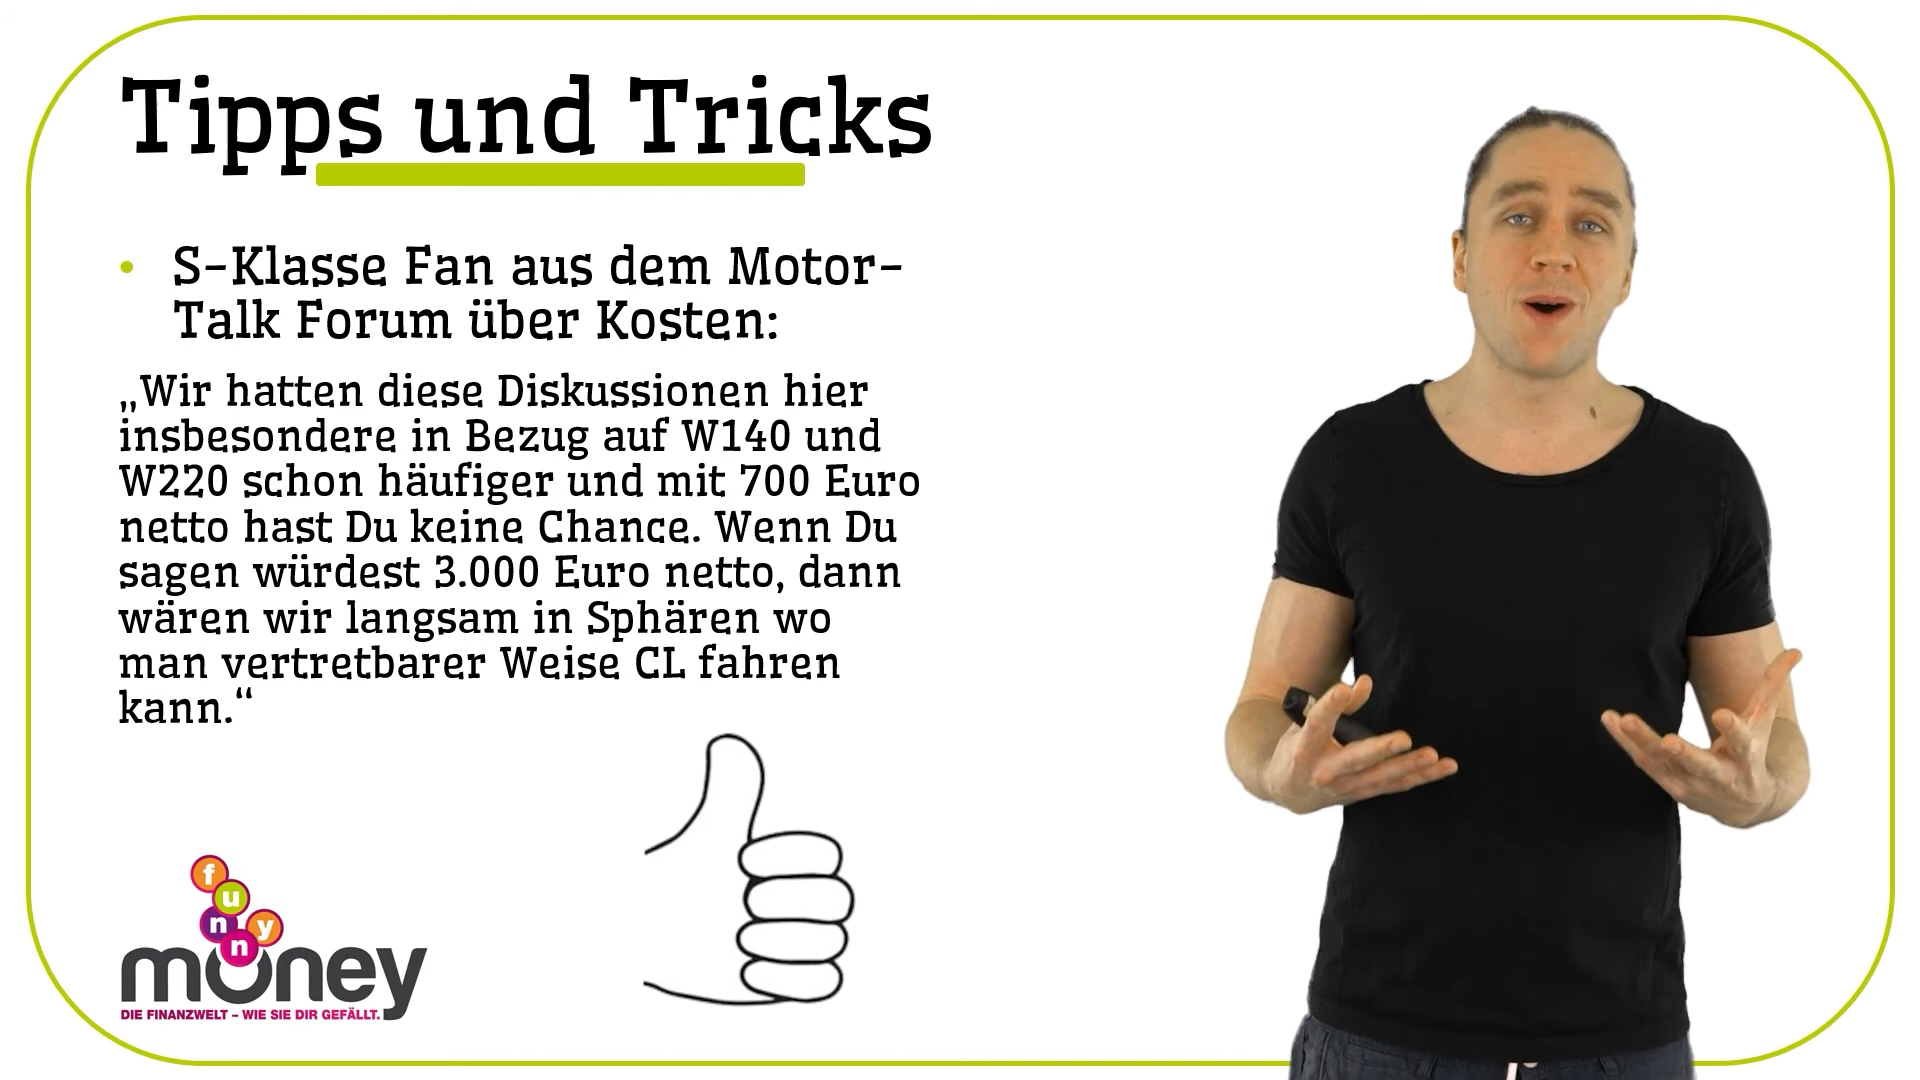 Tipps und Tricks
• S-Klasse Fan aus dem Motor-
Talk Forum über Kosten:
„Wir hatten diese Diskussionen hier
insbesondere in Bezug auf W140 und
W220 schon häufiger und mit 700 Euro
netto hast Du keine Chance. Wenn Du
sagen würdest 3.000 Euro netto, dann
wären wir langsam in Sphären wo
man vertretbarer Weise CL fahren
kann.“
funny
money
DIE FINANZWELT – WIE SIE DIR GEFÄLLT.